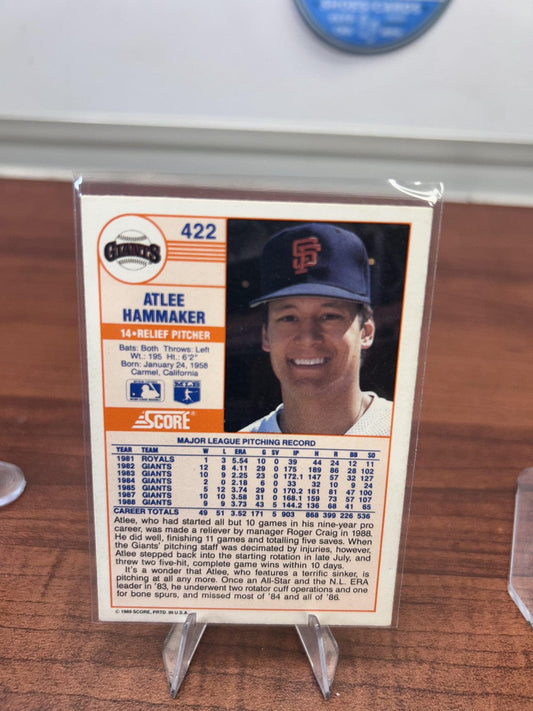 422
GIANTS
ATLEE
HAMMAKER
14•RELIEF PITCHER
Bats: Both Throws: Left
Wt.: 195 Ht.: 6'2"
Born: January 24, 1958
Carmel, California
SCORE®
SF
MAJOR LEAGUE PITCHING RECORD
YEAR TEAM W L ERA G SV IP H R BB SO
1981 ROYALS 1 3 5.54 10 0 39 44 24 12 11
1982 GIANTS 12 8 4.11 29 0 175 189 86 28 102
1983 GIANTS 10 9 2.25 23 0 172.1 147 57 32 127
1984 GIANTS 2 0 2.18 6 0 33 32 10 9 24
1985 GIANTS 5 12 3.74 29 0 170.2 161 81 47 100
1987 GIANTS 10 10 3.58 31 0 168.1 159 73 57 107
1988 GIANTS 9 9 3.73 43 5 144.2 136 68 41 65
CAREER TOTALS 49 51 3.52 171 5 903 868 399 226 536
Atlee, who had started all but 10 games in his nine-year pro
career, was made a reliever by manager Roger Craig in 1988.
He did well, finishing 11 games and totalling five saves. When
the Giants' pitching staff was decimated by injuries, however,
Atlee stepped back into the starting rotation in late July, and
threw two five-hit, complete game wins within 10 days.
It's a wonder that Atlee, who features a terrific sinker, is
pitching at all any more. Once an All-Star and the N.L. ERA
leader in '83, he underwent two rotator cuff operations and
one for bone spurs, and missed most of '84 and all of '86.
© 1989 SCORE, PRTD. IN U.S.A.